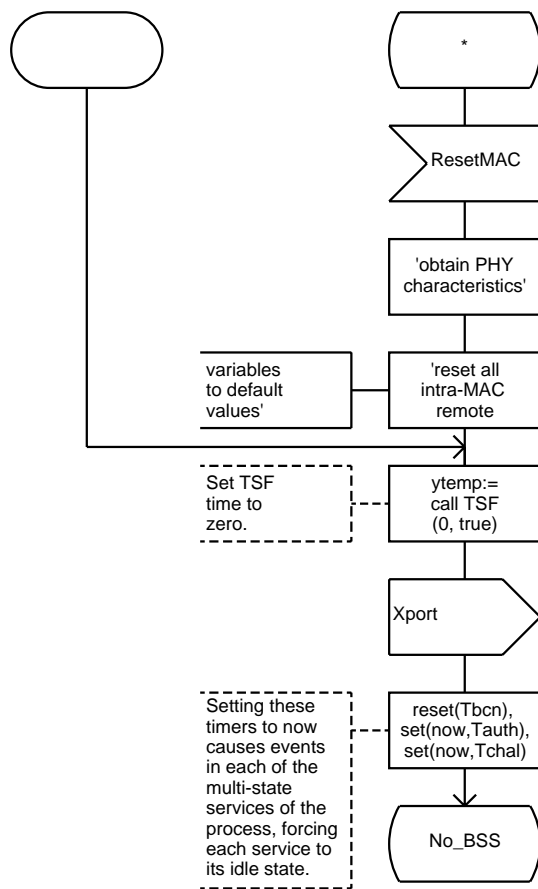 *
ResetMAC
'obtain PHY
characteristics'
variables
to default
values'
'reset all
intra-MAC
remote
Set TSF
time to
zero.
ytemp:=
call TSF
(0, true)
Xport
Setting these
timers to now
causes events
in each of the
multi-state
services of the
process, forcing
each service to
its idle state.
reset(Tbcn),
set(now,Tauth),
set(now,Tchal)
No_BSS